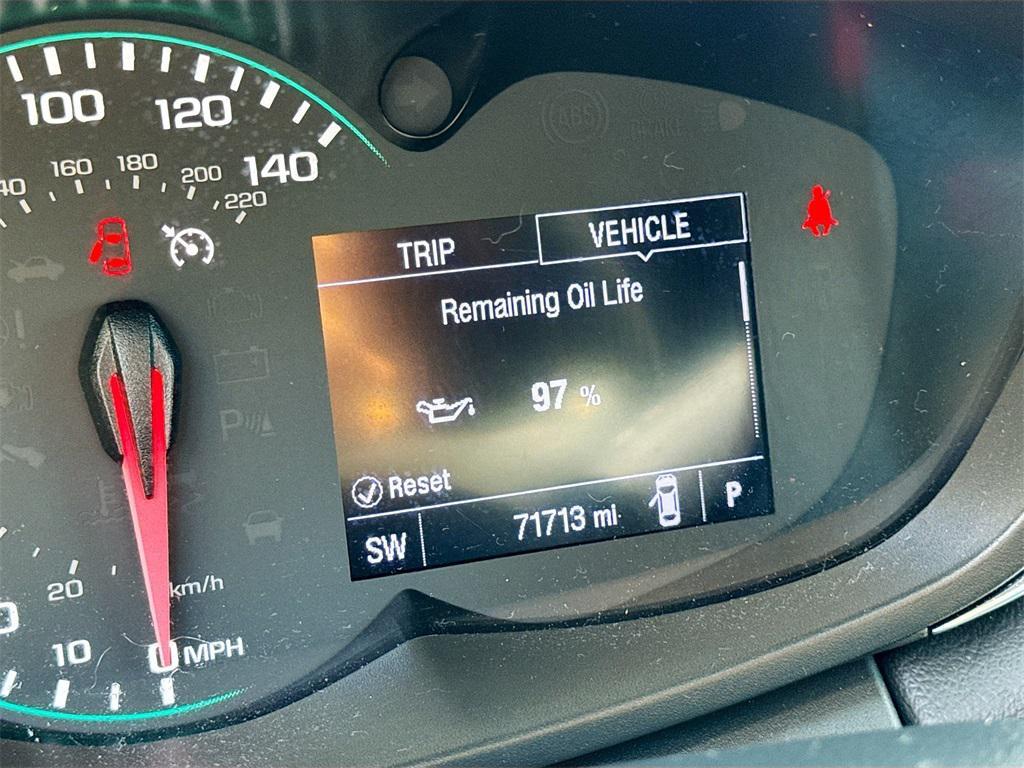 100
120
140
160
180
200
220
TRIP
VEHICLE
Remaining Oil Life
97 %
Reset
SW
71713 mi
P
ABS
P
20
km/h
10
0 MPH